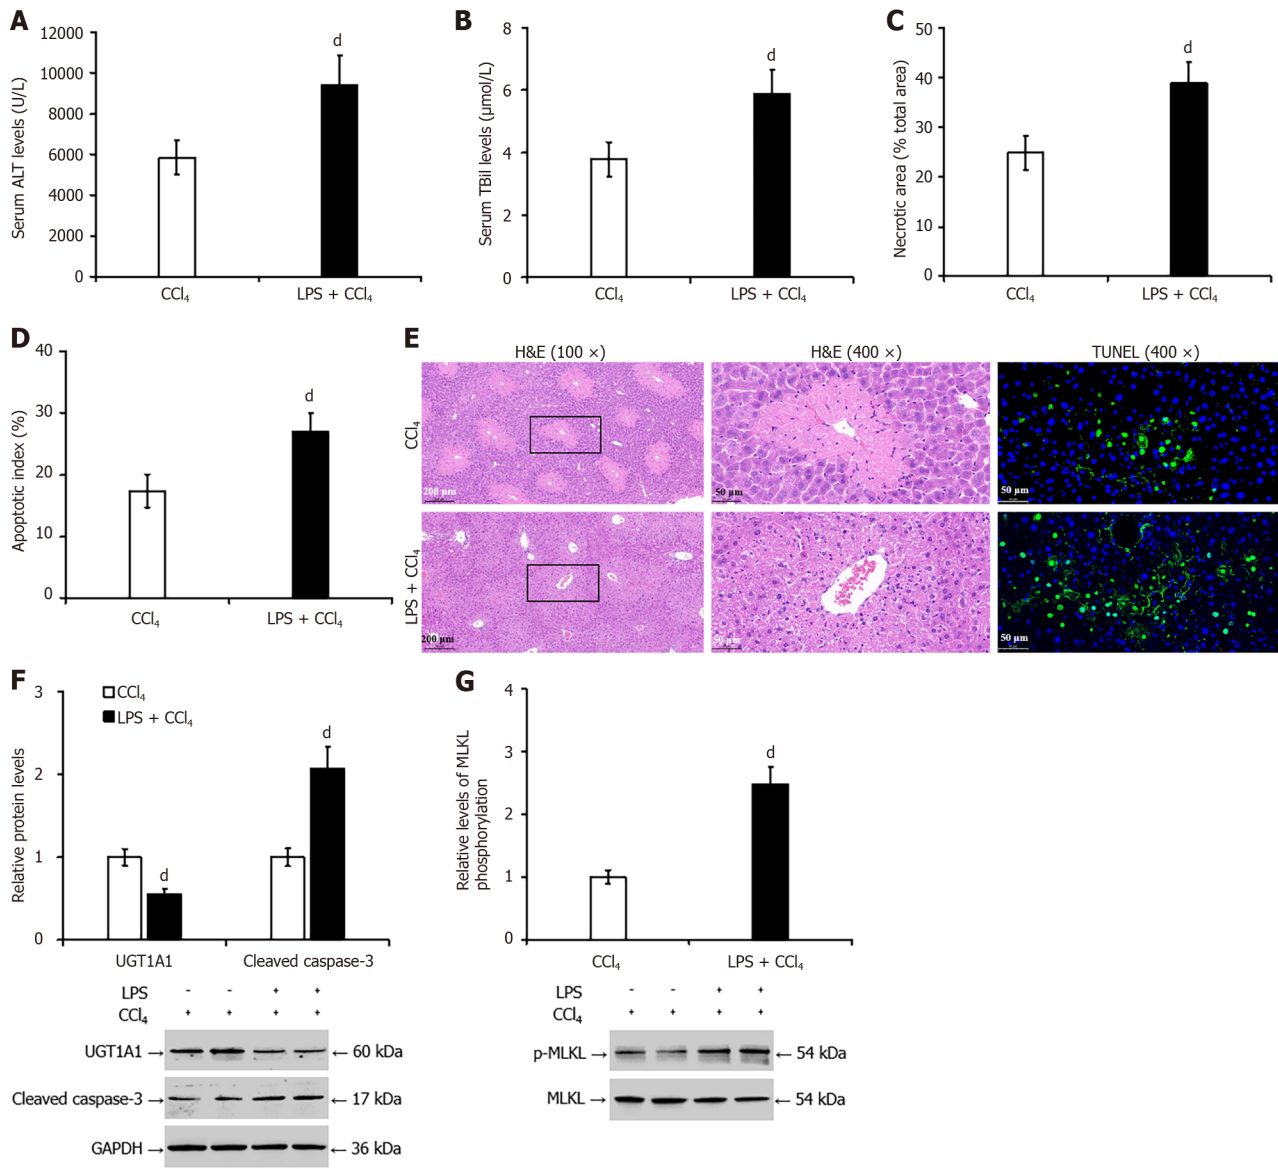 A
12000
10000
8000
6000
4000
2000
0
Serum ALT levels (U/L)
d
CCl₄
LPS + CCl₄
B
8
6
4
2
0
Serum TBil levels (µmol/L)
d
CCl₄
LPS + CCl₄
C
50
40
30
20
10
0
Necrotic area (% total area)
d
CCl₄
LPS + CCl₄
D
40
30
20
10
0
Apoptotic index (%)
d
CCl₄
LPS + CCl₄
E
H&E (100 ×)
H&E (400 ×)
TUNEL (400 ×)
CCl₄
200 µm
50 µm
50 µm
LPS + CCl₄
200 µm
50 µm
50 µm
F
3
2
1
0
Relative protein levels
CCl₄
LPS + CCl₄
d
d
UGT1A1
Cleaved caspase-3
LPS - - + +
CCl₄ + + + +
UGT1A1 → ← 60 kDa
Cleaved caspase-3 → ← 17 kDa
GAPDH → ← 36 kDa
G
4
3
2
1
0
Relative levels of MLKL
phosphorylation
d
CCl₄
LPS + CCl₄
LPS - - + +
CCl₄ + + + +
p-MLKL → ← 54 kDa
MLKL → ← 54 kDa